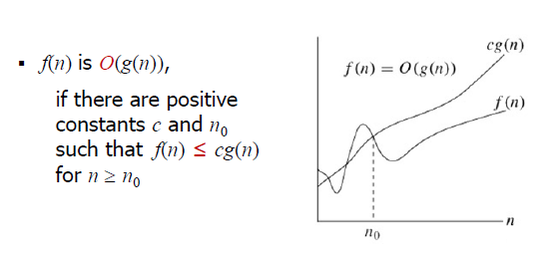 ▪ f(n) is O(g(n)),
if there are positive
constants c and n₀
such that f(n) ≤ cg(n)
for n ≥ n₀
cg(n)
f(n) = O(g(n))
f(n)
n
n₀